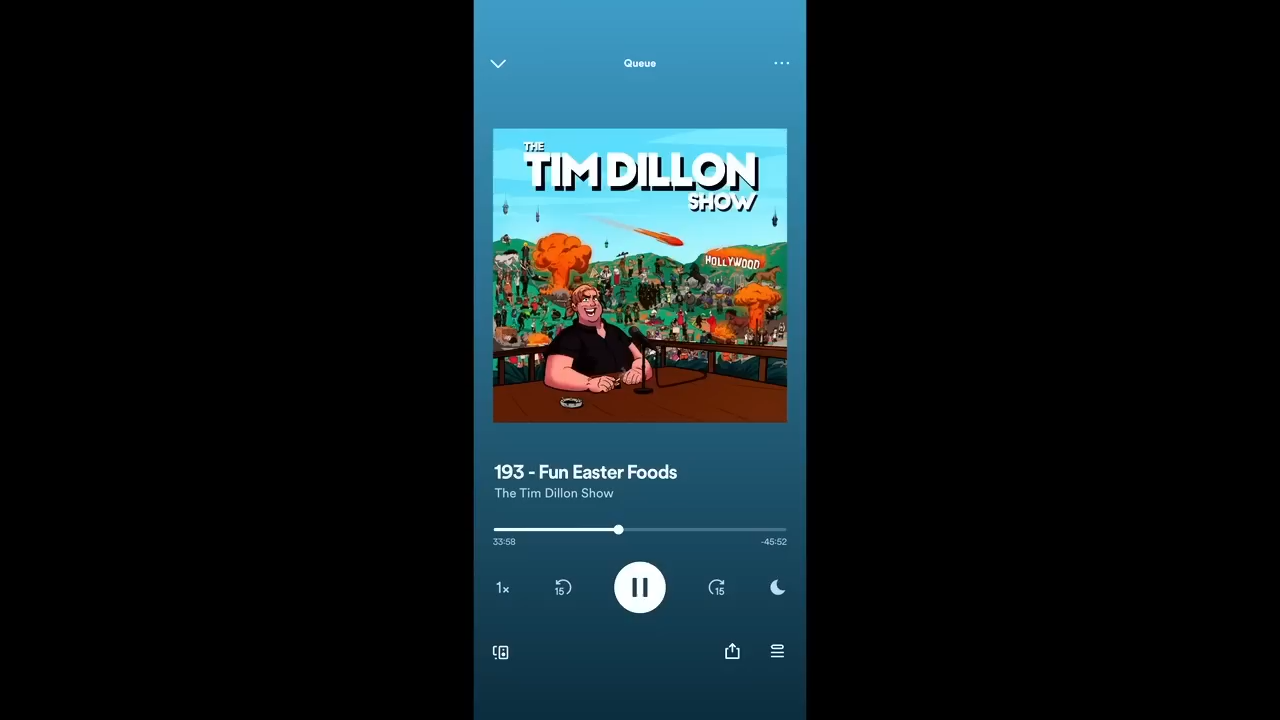 Queue
THE
TIM DILLON
SHOW
HOLLYWOOD
193 - Fun Easter Foods
The Tim Dillon Show
33:58
-45:52
1x
15
15